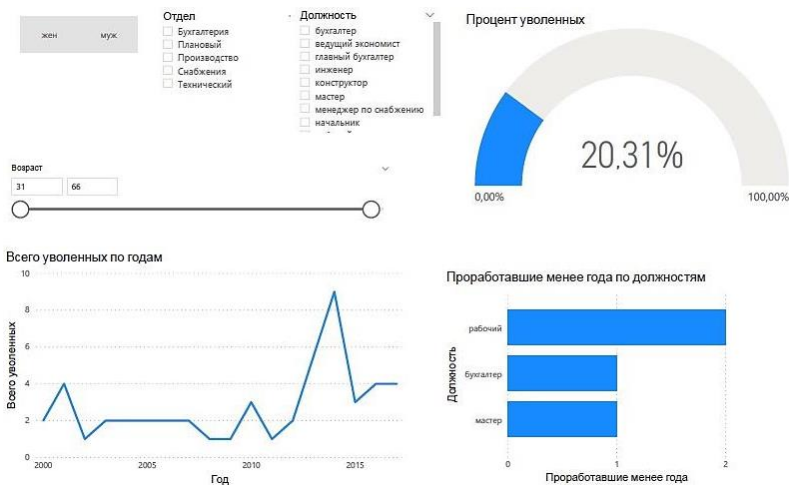 жен муж
Отдел
Бухгалтерия
Плановый
Производство
Снабжения
Технический
Должность
бухгалтер
ведущий экономист
главный бухгалтер
инженер
конструктор
мастер
менеджер по снабжению
начальник
Процент уволенных
20,31%
0,00% 100,00%
Возраст
31 66
Всего уволенных по годам
Всего уволенных
10
8
6
4
2
0
2000 2005 2010 2015
Год
Проработавшие менее года по должностям
Должность
рабочий
бухгалтер
мастер
0 1 2
Проработавшие менее года